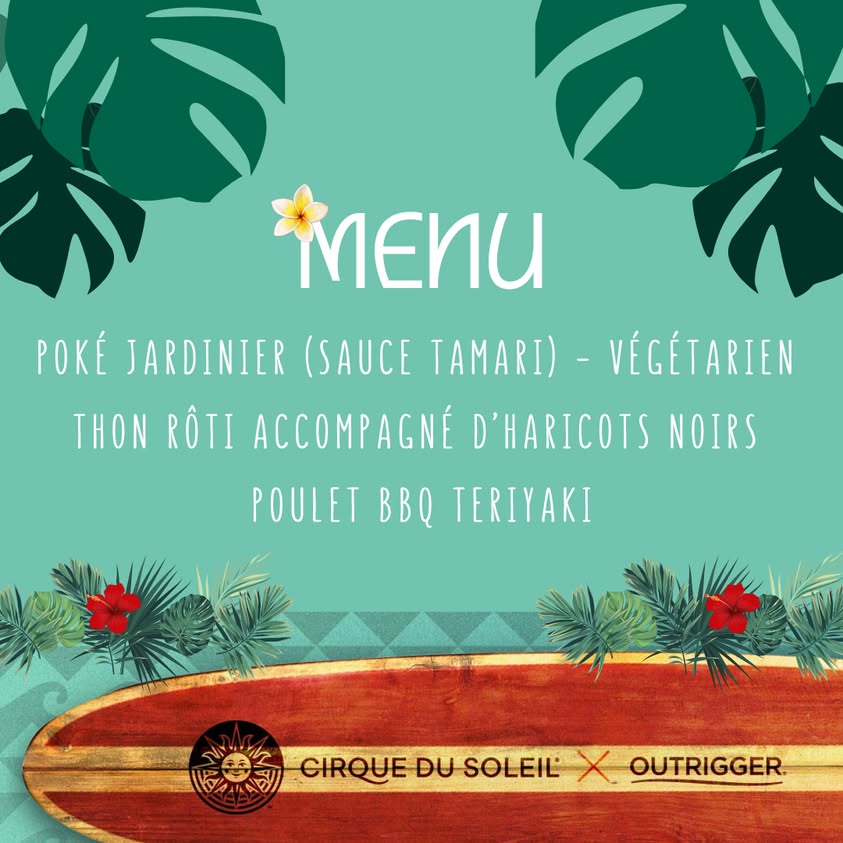 MENU
POKÉ JARDINIER (SAUCE TAMARI) - VÉGÉTARIEN
THON RÔTI ACCOMPAGNÉ D'HARICOTS NOIRS
POULET BBQ TERIYAKI
CIRQUE DU SOLEIL® X OUTRIGGER®